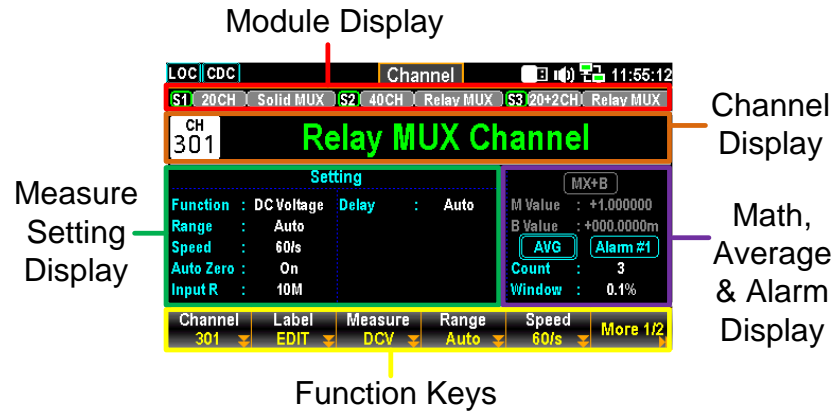 Module Display
LOC CDC Channel 11:55:12
S1 20CH Solid MUX S2 40CH Relay MUX S3 20+2CH Relay MUX
CH
301 Relay MUX Channel
Channel
Display
Setting
Function : DC Voltage Delay : Auto
Range : Auto
Speed : 60/s
Auto Zero : On
Input R : 10M
MX+B
M Value : +1.000000
B Value : +000.0000m
AVG Alarm #1
Count : 3
Window : 0.1%
Measure
Setting
Display
Math,
Average
& Alarm
Display
Channel Label Measure Range Speed More 1/2
301 EDIT DCV Auto 60/s
Function Keys